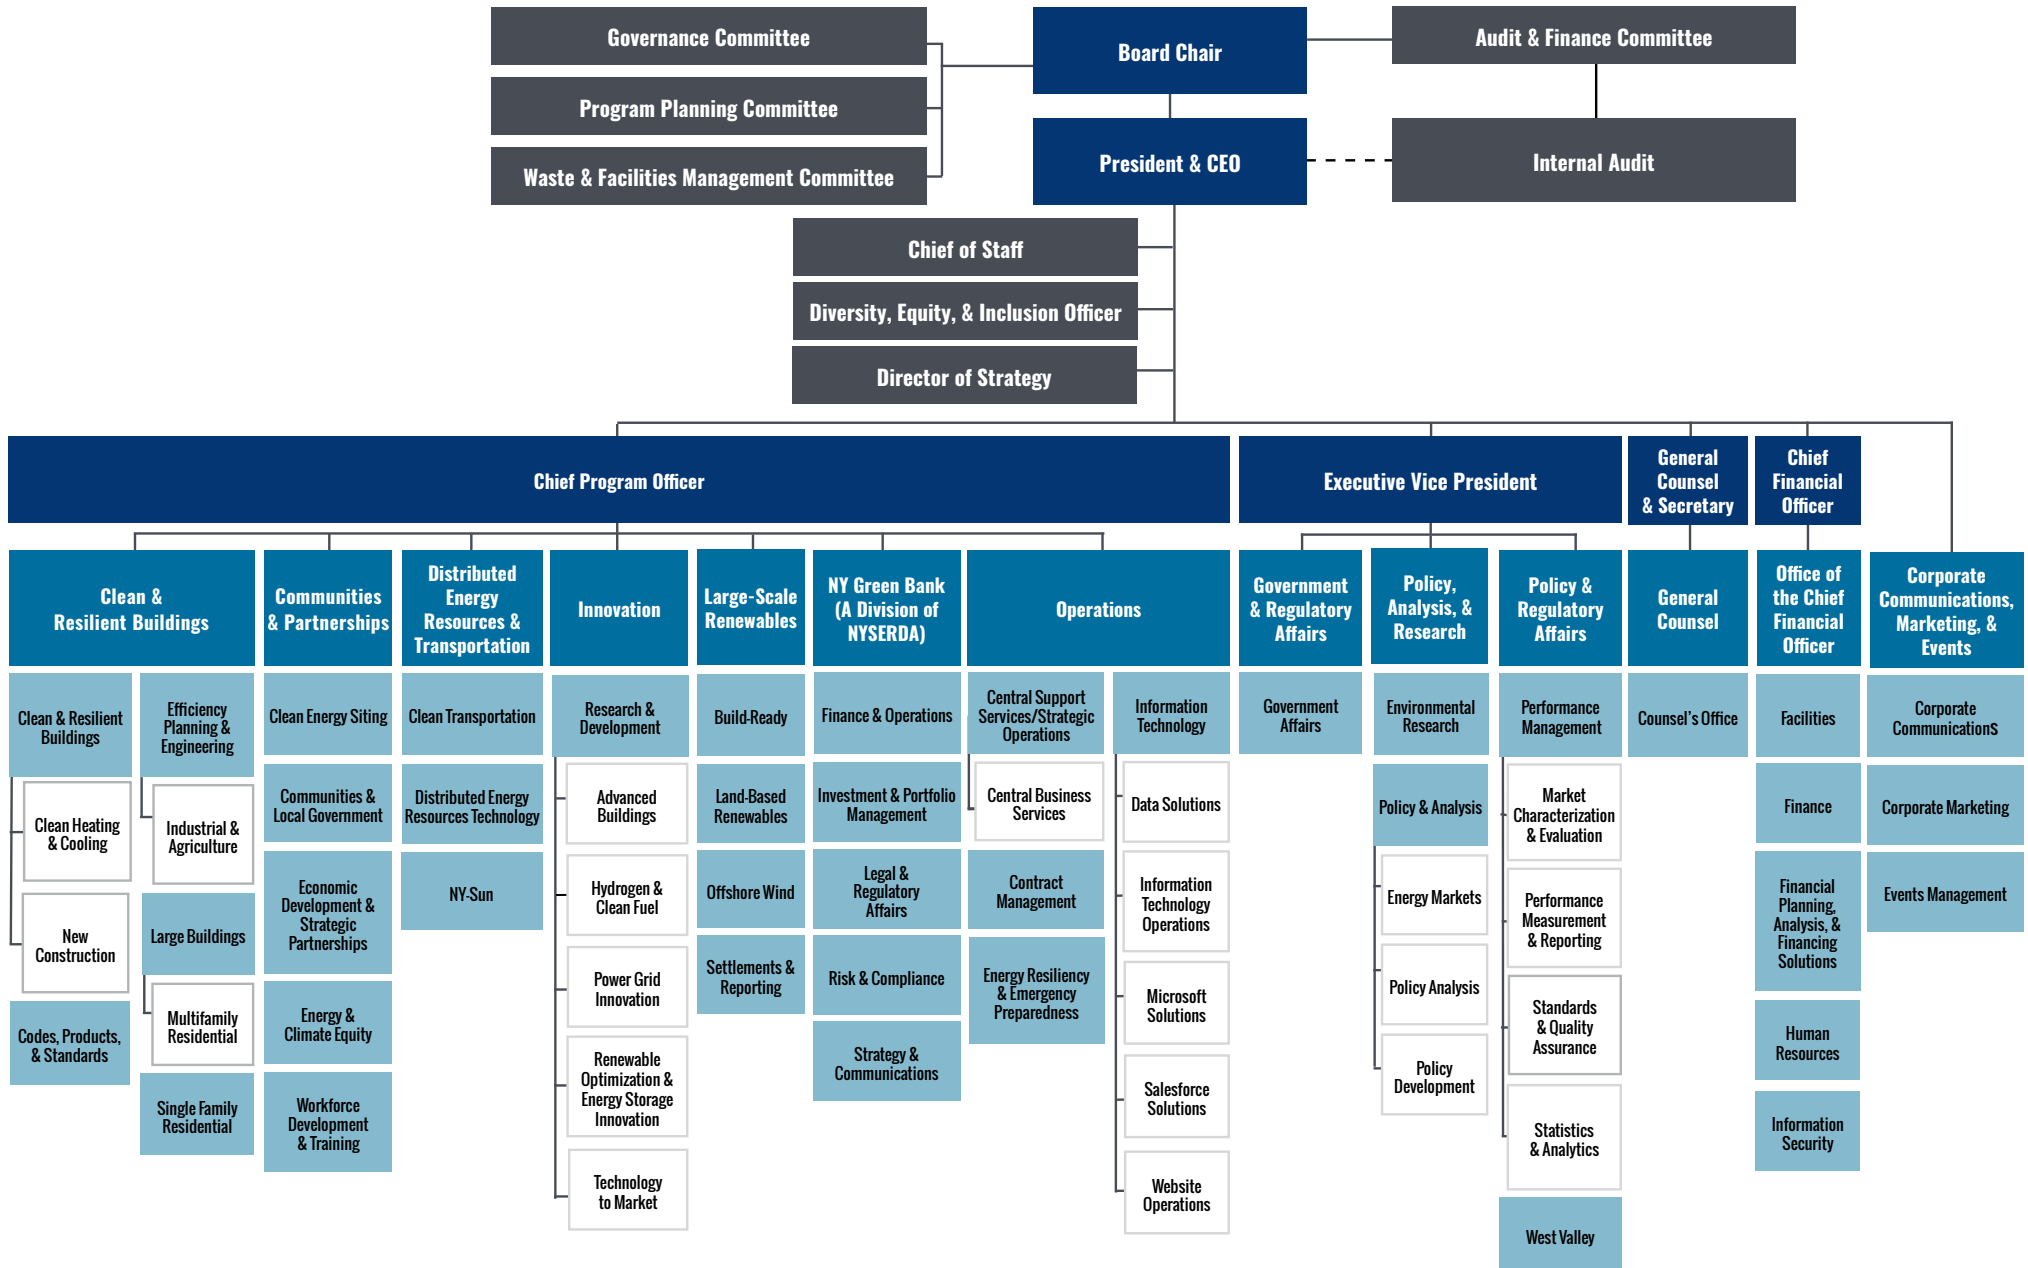 Governance Committee
Board Chair
Audit & Finance Committee
Program Planning Committee
President & CEO
Internal Audit
Waste & Facilities Management Committee
Chief of Staff
Diversity, Equity, & Inclusion Officer
Director of Strategy
Chief Program Officer
Executive Vice President
General
Counsel
& Secretary
Chief
Financial
Officer
Clean &
Resilient Buildings
Communities
& Partnerships
Distributed
Energy
Resources &
Transportation
Innovation
Large-Scale
Renewables
NY Green Bank
(A Division of
NYSERDA)
Operations
Government
& Regulatory
Affairs
Policy,
Analysis, &
Research
Policy &
Regulatory
Affairs
General
Counsel
Office of
the Chief
Financial
Officer
Corporate
Communications,
Marketing, &
Events
Clean & Resilient
Buildings
Clean Heating
& Cooling
New
Construction
Codes, Products,
& Standards
Efficiency
Planning &
Engineering
Industrial &
Agriculture
Large Buildings
Multifamily
Residential
Single Family
Residential
Clean Energy Siting
Communities &
Local Government
Economic
Development &
Strategic
Partnerships
Energy &
Climate Equity
Workforce
Development
& Training
Clean Transportation
Distributed Energy
Resources Technology
NY-Sun
Research &
Development
Advanced
Buildings
Hydrogen &
Clean Fuel
Power Grid
Innovation
Renewable
Optimization &
Energy Storage
Innovation
Technology
to Market
Build-Ready
Land-Based
Renewables
Offshore Wind
Settlements &
Reporting
Finance & Operations
Investment & Portfolio
Management
Legal &
Regulatory
Affairs
Risk & Compliance
Strategy &
Communications
Central Support
Services/Strategic
Operations
Central Business
Services
Contract
Management
Energy Resiliency
& Emergency
Preparedness
Information
Technology
Data Solutions
Information
Technology
Operations
Microsoft
Solutions
Salesforce
Solutions
Website
Operations
Government
Affairs
Environmental
Research
Policy & Analysis
Energy Markets
Policy Analysis
Policy
Development
Performance
Management
Market
Characterization
& Evaluation
Performance
Measurement
& Reporting
Standards
& Quality
Assurance
Statistics
& Analytics
West Valley
Counsel's Office
Facilities
Finance
Financial
Planning,
Analysis, &
Financing
Solutions
Human
Resources
Information
Security
Corporate
Communications
Corporate Marketing
Events Management